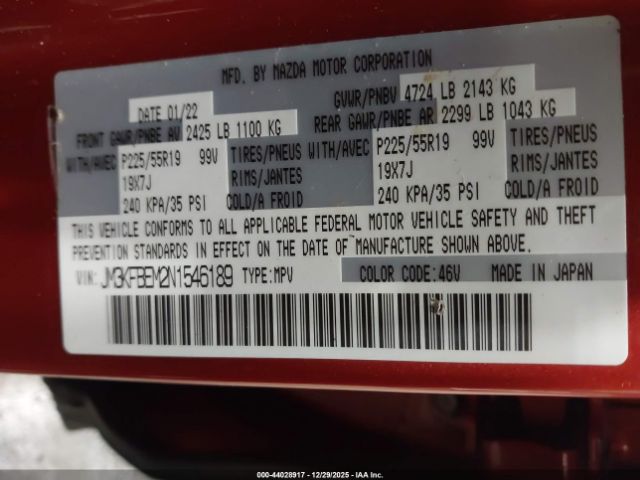 MFD. BY MAZDA MOTOR CORPORATION
DATE 01/22 GVWR/PNBV 4724 LB 2143 KG
FRONT GAWR/PNBE AV 2425 LB 1100 KG REAR GAWR/PNBE AR 2299 LB 1043 KG
WITH/AVEC P225/55R19 99V TIRES/PNEUS WITH/AVEC P225/55R19 99V TIRES/PNEUS
19X7J RIMS/JANTES 19X7J RIMS/JANTES
240 KPA/35 PSI COLD/A FROID 240 KPA/35 PSI COLD/A FROID
THIS VEHICLE CONFORMS TO ALL APPLICABLE FEDERAL MOTOR VEHICLE SAFETY AND THEFT
PREVENTION STANDARDS IN EFFECT ON THE DATE OF MANUFACTURE SHOWN ABOVE.
VIN: JM3KFBEM2N1546189 TYPE:MPV COLOR CODE:46V MADE IN JAPAN
000-44028917 - 12/29/2025 - IAAI.com